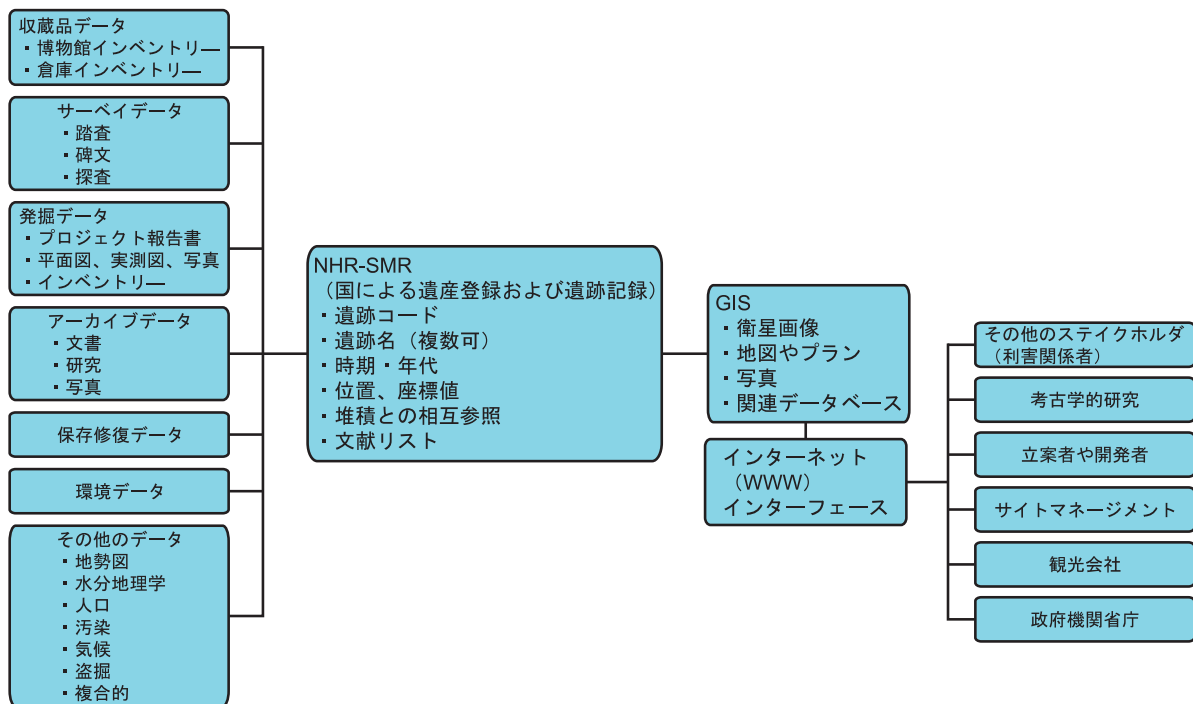 収蔵品データ
・博物館インベントリ―
・倉庫インベントリ―
サーベイデータ
・踏査
・碑文
・探査
発掘データ
・プロジェクト報告書
・平面図、実測図、写真
・インベントリ―
アーカイブデータ
・文書
・研究
・写真
保存修復データ
環境データ
その他のデータ
・地勢図
・水分地理学
・人口
・汚染
・気候
・盗掘
・複合的
NHR-SMR
（国による遺産登録および遺跡記録）
・遺跡コード
・遺跡名（複数可）
・時期・年代
・位置、座標値
・堆積との相互参照
・文献リスト
GIS
・衛星画像
・地図やプラン
・写真
・関連データベース
インターネット
（WWW）
インターフェース
その他のステイクホルダ
（利害関係者）
考古学的研究
立案者や開発者
サイトマネージメント
観光会社
政府機関省庁